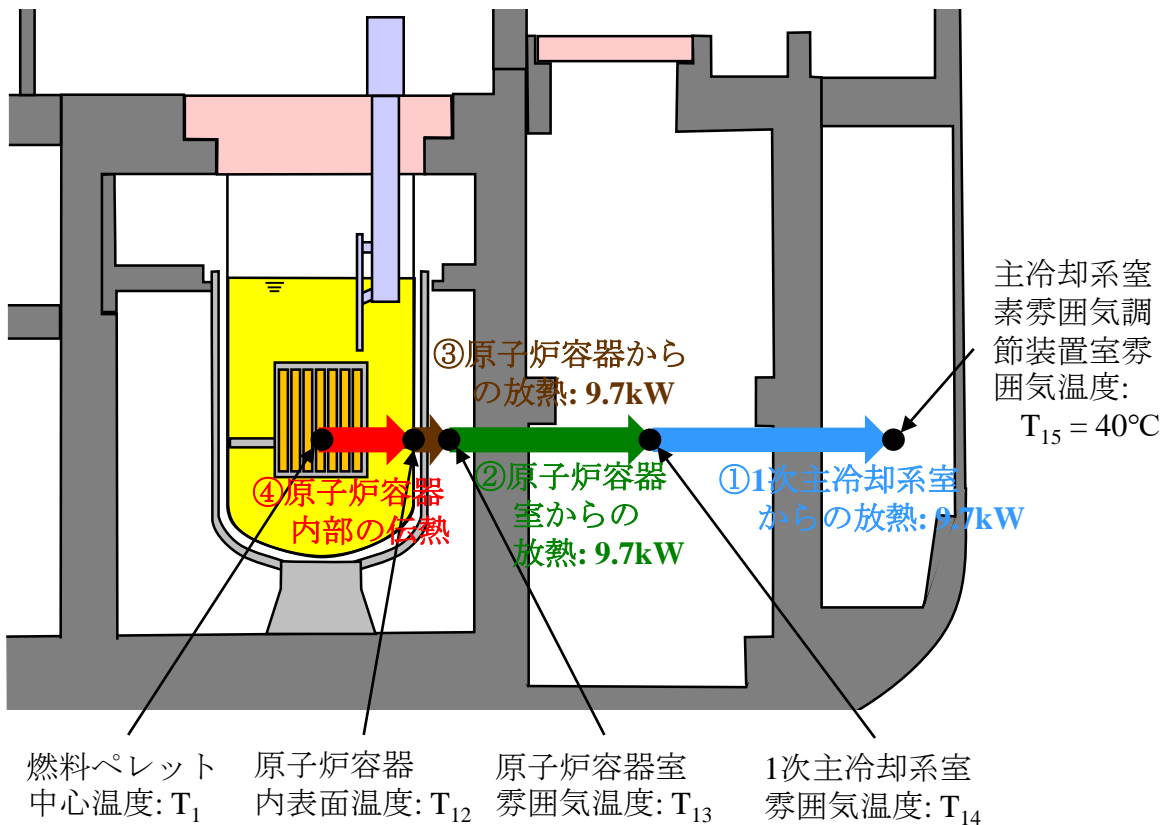 主冷却系室
素雰囲気調
節装置室雰
囲気温度:
T₁₅ = 40℃
③原子炉容器から
の放熱: 9.7kW
②原子炉容器
室からの
放熱: 9.7kW
①1次主冷却系室
からの放熱: 9.7kW
④原子炉容器
内部の伝熱
燃料ペレット
中心温度: T₁
原子炉容器
内表面温度: T₁₂
原子炉容器室
雰囲気温度: T₁₃
1次主冷却系室
雰囲気温度: T₁₄